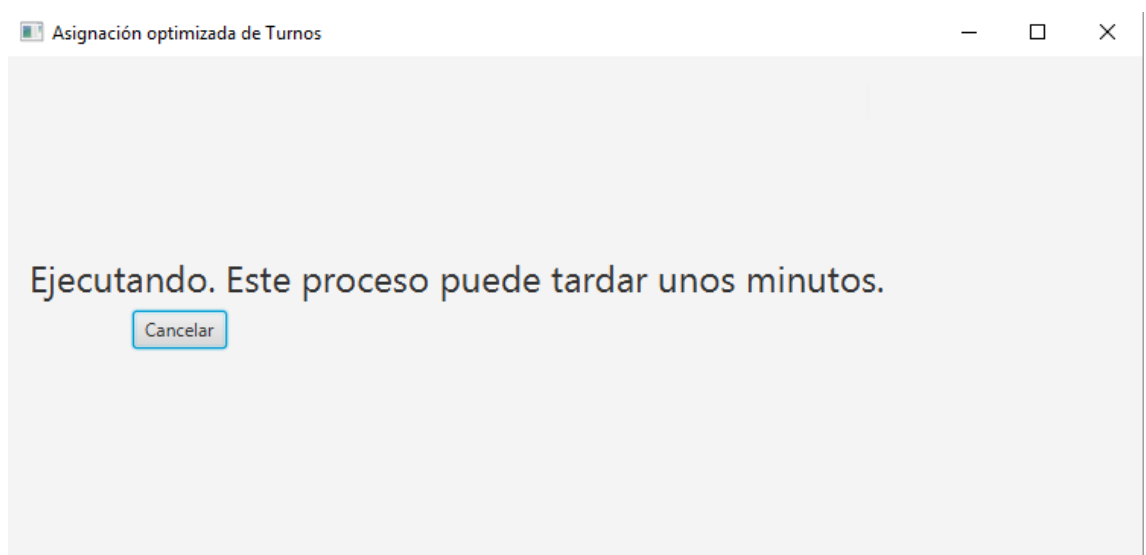 Asignación optimizada de Turnos
Ejecutando. Este proceso puede tardar unos minutos.
Cancelar